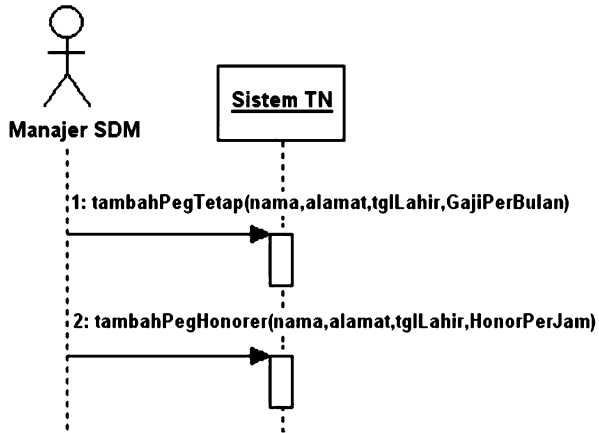 Manajer SDM
Sistem TN
1: tambahPegTetap(nama,alamat,tglLahir,GajiPerBulan)
2: tambahPegHonorer(nama,alamat,tglLahir,HonorPerJam)